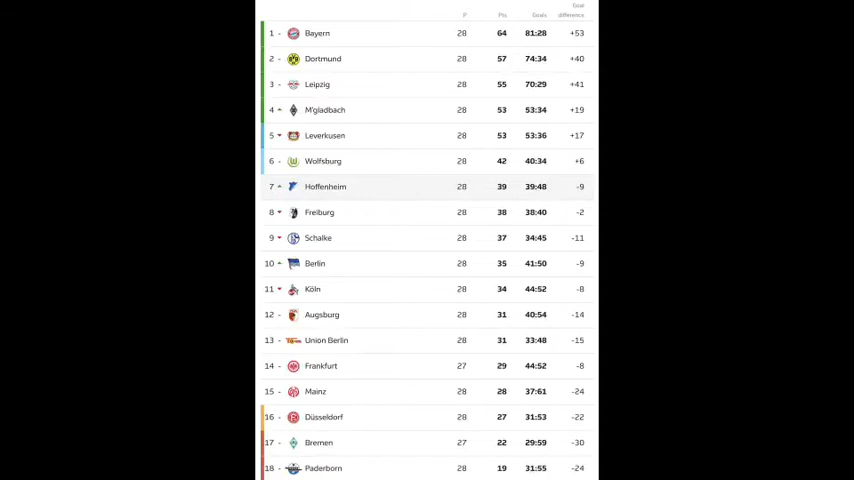 Goal
P Pts Goals difference
1 - Bayern 28 64 81:28 +53
2 - Dortmund 28 57 74:34 +40
3 - Leipzig 28 55 70:29 +41
4 M'gladbach 28 53 53:34 +19
5 Leverkusen 28 53 53:36 +17
6 - Wolfsburg 28 42 40:34 +6
7 Hoffenheim 28 39 39:48 -9
8 Freiburg 28 38 38:40 -2
9 Schalke 28 37 34:45 -11
10 Berlin 28 35 41:50 -9
11 Köln 28 34 44:52 -8
12 - Augsburg 28 31 40:54 -14
13 - Union Berlin 28 31 33:48 -15
14 - Frankfurt 27 29 44:52 -8
15 - Mainz 28 28 37:61 -24
16 - Düsseldorf 28 27 31:53 -22
17 - Bremen 27 22 29:59 -30
18 - Paderborn 28 19 31:55 -24